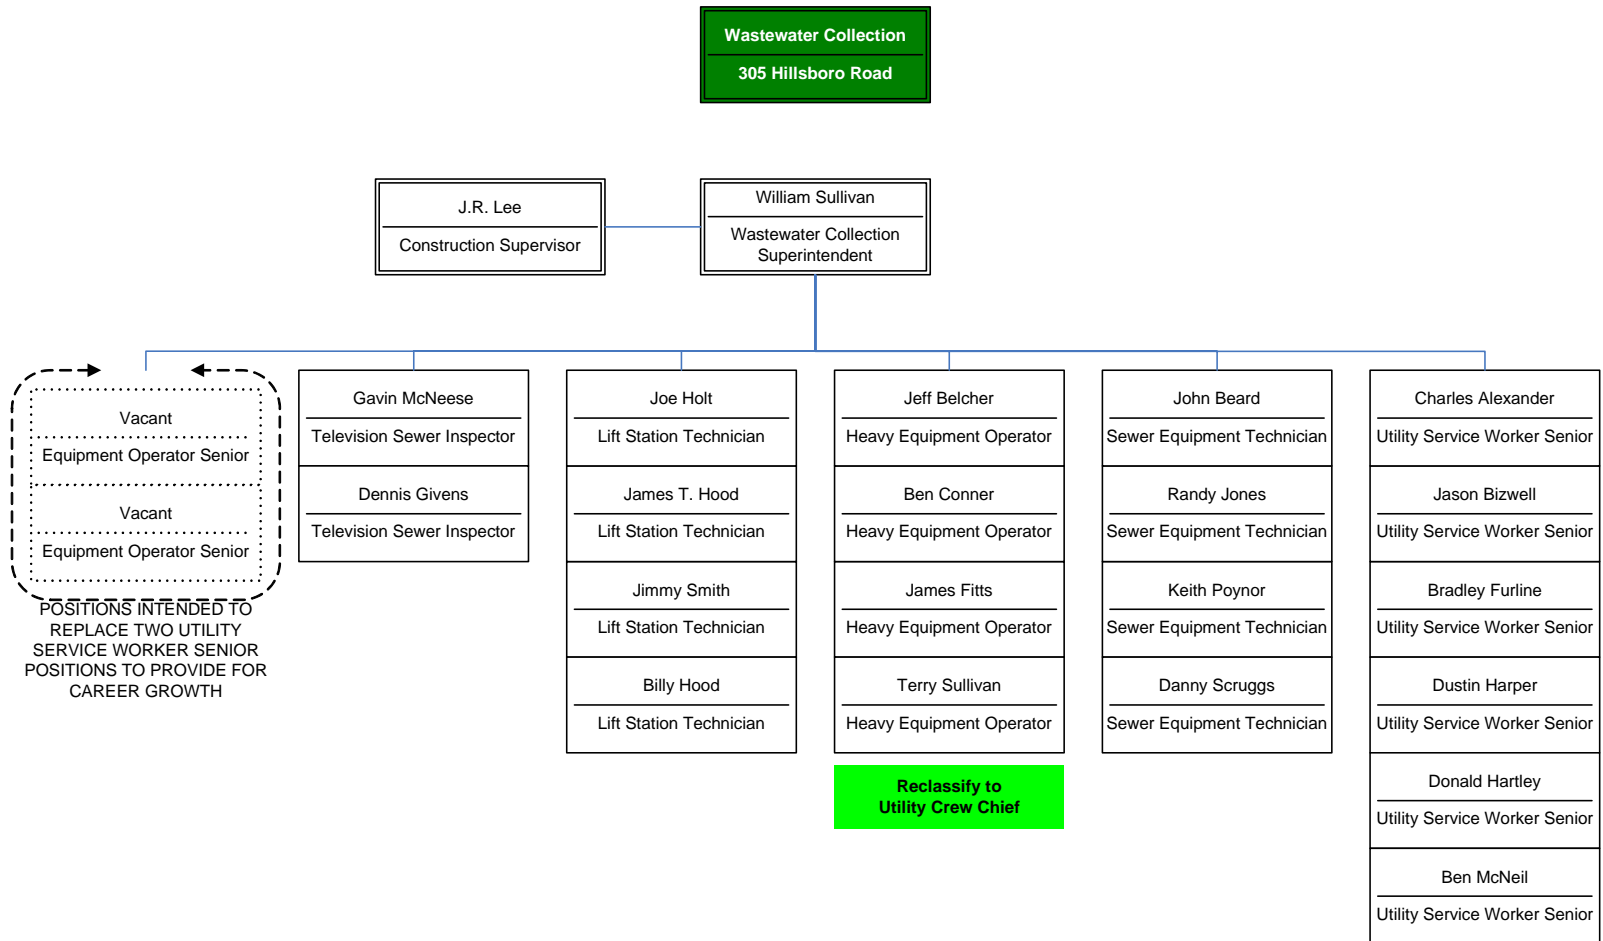 Wastewater Collection
305 Hillsboro Road
J.R. Lee
Construction Supervisor
William Sullivan
Wastewater Collection
Superintendent
Vacant
Equipment Operator Senior
Vacant
Equipment Operator Senior
POSITIONS INTENDED TO
REPLACE TWO UTILITY
SERVICE WORKER SENIOR
POSITIONS TO PROVIDE FOR
CAREER GROWTH
Gavin McNeese
Television Sewer Inspector
Dennis Givens
Television Sewer Inspector
Joe Holt
Lift Station Technician
James T. Hood
Lift Station Technician
Jimmy Smith
Lift Station Technician
Billy Hood
Lift Station Technician
Jeff Belcher
Heavy Equipment Operator
Ben Conner
Heavy Equipment Operator
James Fitts
Heavy Equipment Operator
Terry Sullivan
Heavy Equipment Operator
Reclassify to
Utility Crew Chief
John Beard
Sewer Equipment Technician
Randy Jones
Sewer Equipment Technician
Keith Poynor
Sewer Equipment Technician
Danny Scruggs
Sewer Equipment Technician
Charles Alexander
Utility Service Worker Senior
Jason Bizwell
Utility Service Worker Senior
Bradley Furline
Utility Service Worker Senior
Dustin Harper
Utility Service Worker Senior
Donald Hartley
Utility Service Worker Senior
Ben McNeil
Utility Service Worker Senior